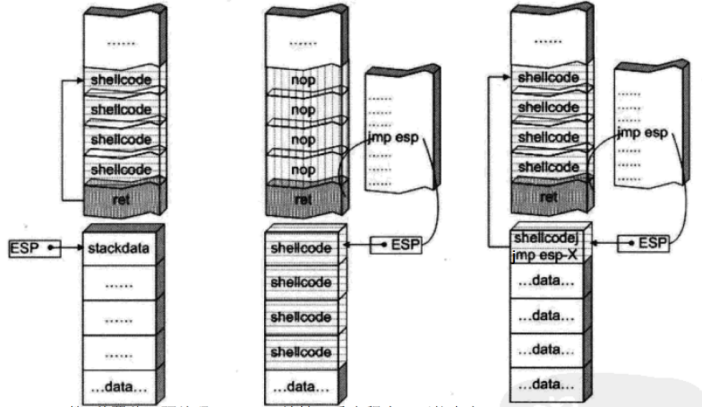 ......
shellcode
shellcode
shellcode
shellcode
ret
ESP
stackdata
......
......
......
...data...
......
nop
nop
nop
nop
ret
......
......
jmp esp
......
......
......
ESP
shellcode
shellcode
shellcode
shellcode
...data...
......
shellcode
shellcode
shellcode
shellcode
ret
......
......
jmp esp
......
......
......
ESP
shellcodej
jmp esp-X
...data...
...data...
...data...
...data...